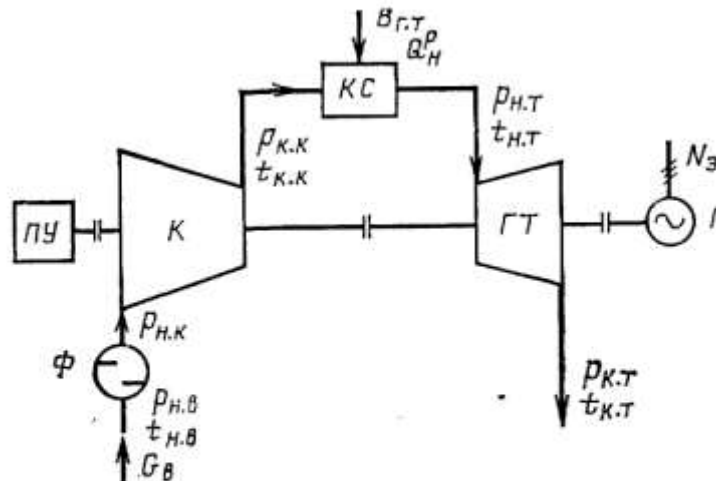 B г.т
Q н р
КС
p н.т
t н.т
p к.к
t к.к
N э
ПУ
К
ГТ
Г
p н.к
Ф
p н.в
t н.в
G в
p к.т
t к.т